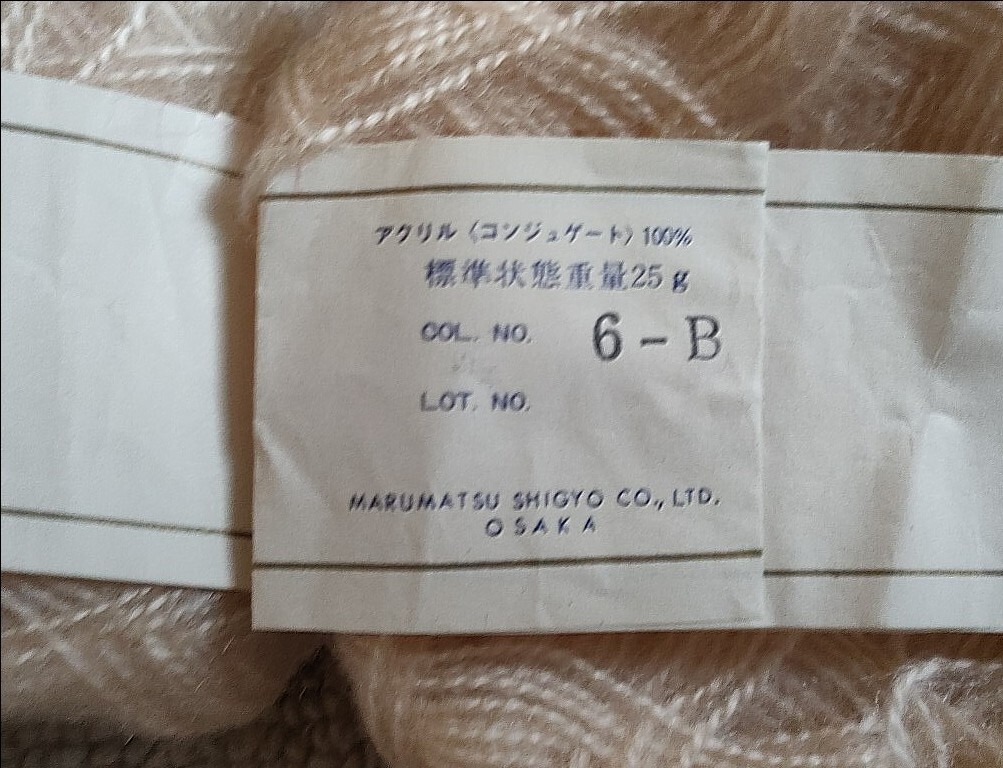 アクリル〈コンジュゲート〉100%
標準状態重量25g
COL. NO. 6-B
LOT. NO.
MARUMATSU SHIGYO CO., LTD.
OSAKA